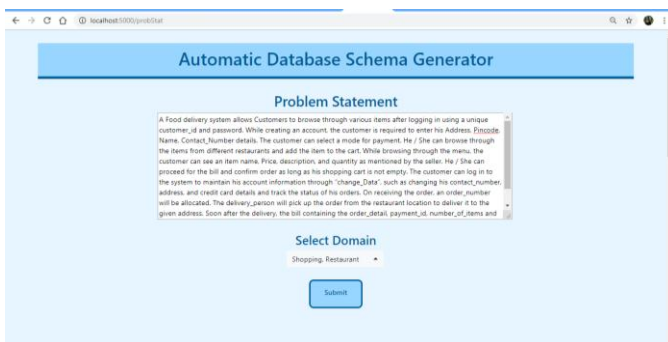 localhost:5000/probStat
Automatic Database Schema Generator
Problem Statement
A Food delivery system allows Customers to browse through various items after logging in using a unique
customer_id and password. While creating an account, the customer is required to enter his Address, Pincode,
Name, Contact_Number details. The customer can select a mode for payment. He / She can browse through
the items from different restaurants and add the item to the cart. While browsing through the menu, the
customer can see an item name, Price, description, and quantity as mentioned by the seller. He / She can
proceed for the bill and confirm order as long as his shopping cart is not empty. The customer can log in to
the system to maintain his account information through "change_Data", such as changing his contact_number,
address, and credit card details and track the status of his orders. On receiving the order, an order_number
will be allocated. The delivery_person will pick up the order from the restaurant location to deliver it to the
given address. Soon after the delivery, the bill containing the order_detail, payment_id, number_of_items and
Select Domain
Shopping, Restaurant
Submit